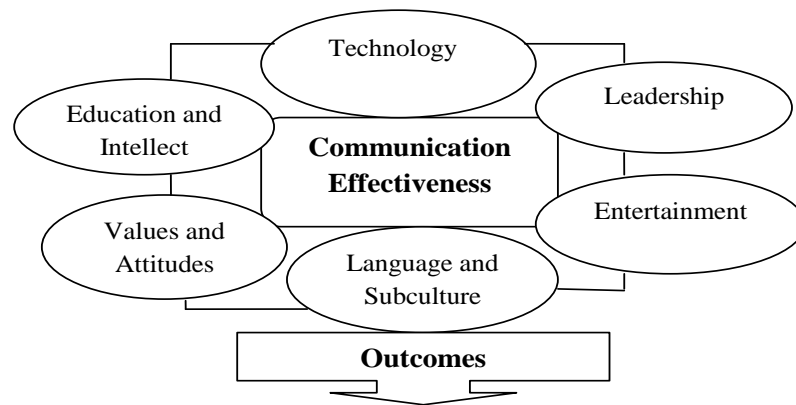 Technology
Leadership
Education and
Intellect
Communication
Effectiveness
Entertainment
Values and
Attitudes
Language and
Subculture
Outcomes